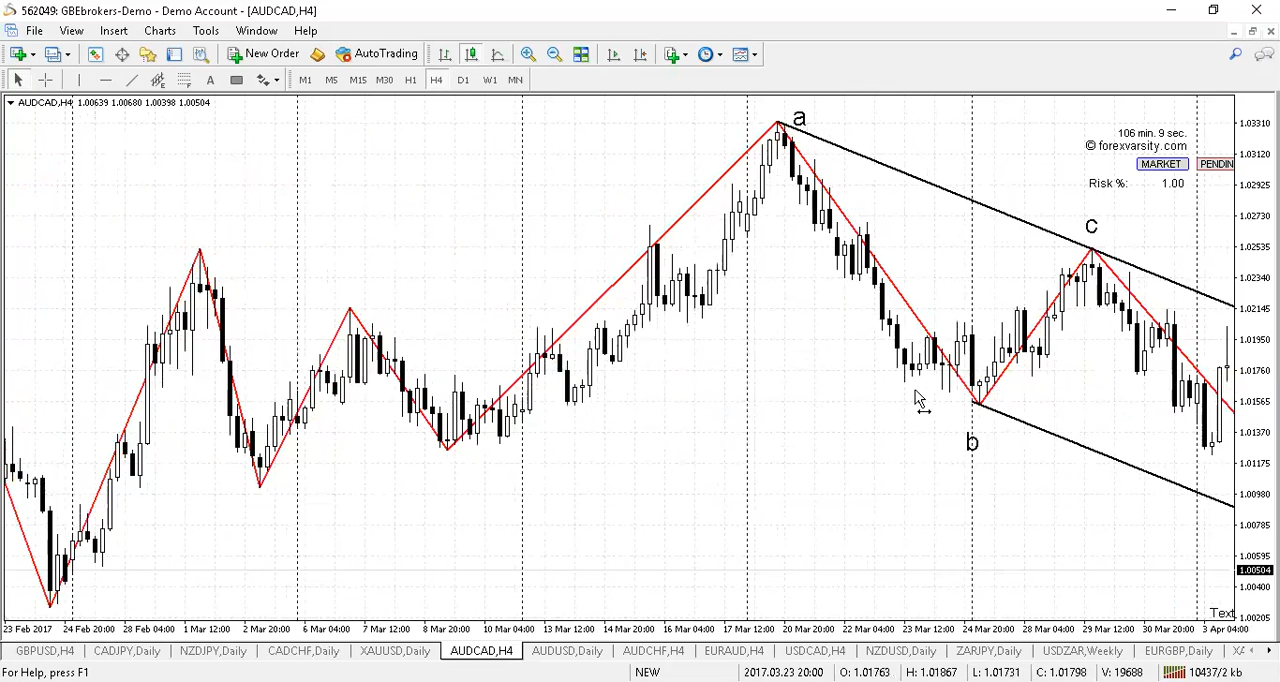 562049: GBEbrokers-Demo - Demo Account - [AUDCAD,H4]
File View Insert Charts Tools Window Help
New Order AutoTrading
A M1 M5 M15 M30 H1 H4 D1 W1 MN
AUDCAD,H4 1.00639 1.00680 1.00398 1.00504
a
106 min. 9 sec.
© forexvarsity.com
MARKET PENDIN
Risk %: 1.00
c
b
1.03310
1.03120
1.02925
1.02730
1.02535
1.02340
1.02145
1.01950
1.01760
1.01565
1.01370
1.01175
1.00980
1.00785
1.00595
1.00504
1.00400
1.00205
Text
23 Feb 2017 24 Feb 20:00 28 Feb 04:00 1 Mar 12:00 2 Mar 20:00 6 Mar 04:00 7 Mar 12:00 8 Mar 20:00 10 Mar 04:00 13 Mar 12:00 14 Mar 20:00 16 Mar 04:00 17 Mar 12:00 20 Mar 20:00 22 Mar 04:00 23 Mar 12:00 24 Mar 20:00 28 Mar 04:00 29 Mar 12:00 30 Mar 20:00 3 Apr 04:00
GBPUSD,H4 CADJPY,Daily NZDJPY,Daily CADCHF,Daily XAUUSD,Daily AUDCAD,H4 AUDUSD,Daily AUDCHF,H4 EURAUD,H4 USDCAD,H4 NZDUSD,Daily ZARJPY,Daily USDZAR,Weekly EURGBP,Daily XA
For Help, press F1 NEW 2017.03.23 20:00 O: 1.01763 H: 1.01867 L: 1.01731 C: 1.01798 V: 19688 10437/2 kb